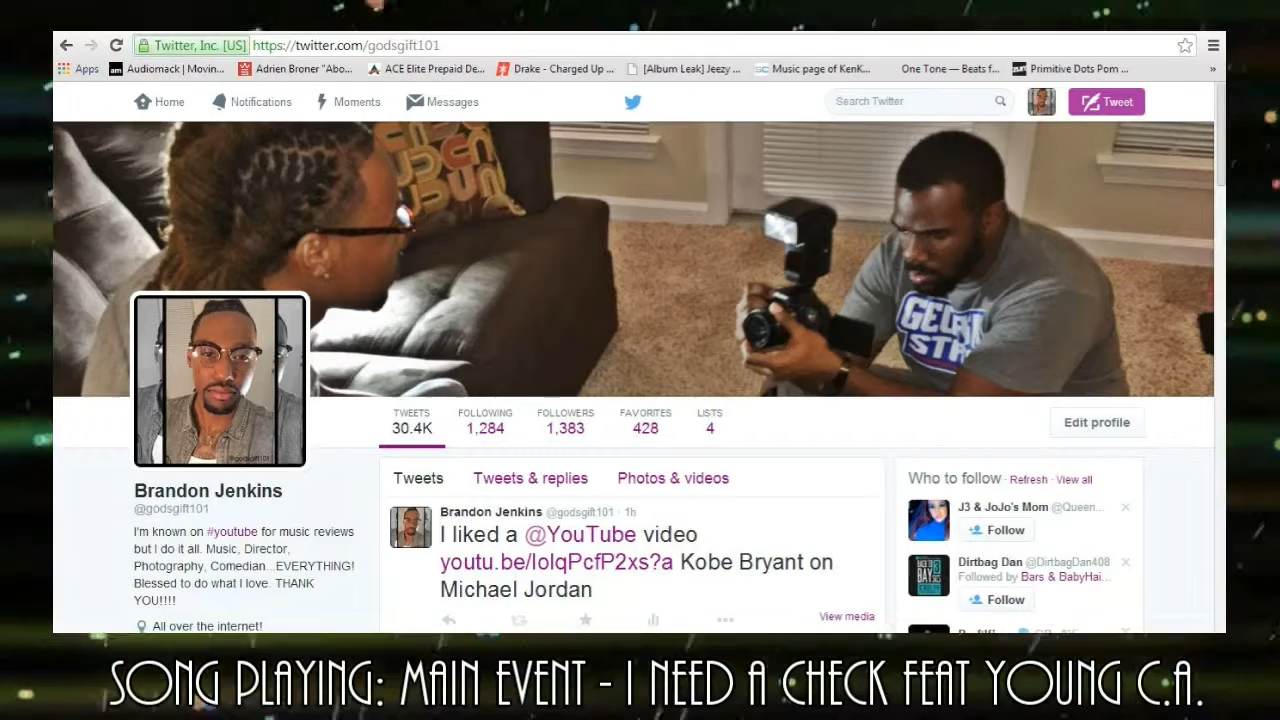 Twitter, Inc. [US] https://twitter.com/godsgift101
Apps Audiomack | Movin... Adrien Broner "Abo... ACE Elite Prepaid De... Drake - Charged Up ... [Album Leak] Jeezy ... Music page of KenK... One Tone — Beats f... Primitive Dots Pom ... »
Home Notifications Moments Messages Search Twitter Tweet
TWEETS FOLLOWING FOLLOWERS FAVORITES LISTS
30.4K 1,284 1,383 428 4
Edit profile
Brandon Jenkins
@godsgift101
I'm known on #youtube for music reviews
but I do it all. Music, Director,
Photography, Comedian...EVERYTHING!
Blessed to do what I love. THANK
YOU!!!!
All over the internet!
Tweets Tweets & replies Photos & videos
Brandon Jenkins @godsgift101 · 1h
I liked a @YouTube video
Kobe Bryant on
Michael Jordan
View media
Who to follow · Refresh · View all
J3 & JoJo's Mom @Queen...
Follow
Dirtbag Dan @DirtbagDan408
Followed by Bars & BabyHai...
Follow
SONG PLAYING: MAIN EVENT - I NEED A CHECK FEAT YOUNG C.A.